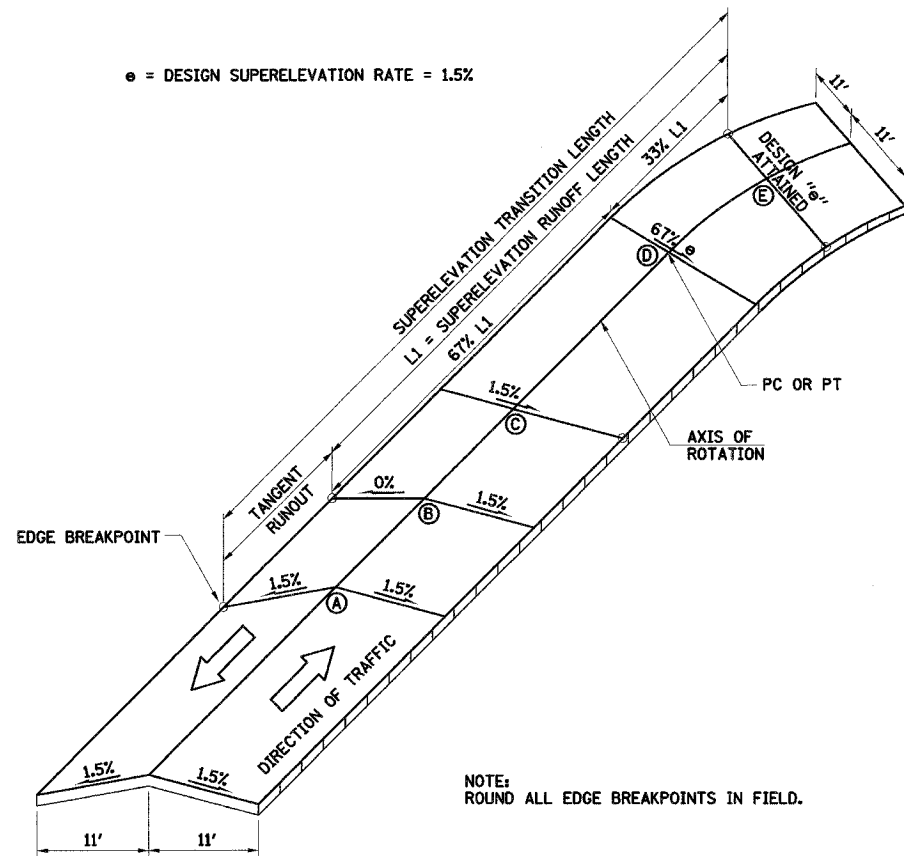 e = DESIGN SUPERELEVATION RATE = 1.5%
11'
11'
SUPERELEVATION TRANSITION LENGTH
L1 = SUPERELEVATION RUNOFF LENGTH
33% L1
67% L1
DESIGN "e"
ATTAINED
E
67% e
D
PC OR PT
1.5%
C
AXIS OF
ROTATION
TANGENT
RUNOUT
0%
B
1.5%
EDGE BREAKPOINT
1.5%
1.5%
A
DIRECTION OF TRAFFIC
1.5%
1.5%
NOTE:
ROUND ALL EDGE BREAKPOINTS IN FIELD.
11'
11'